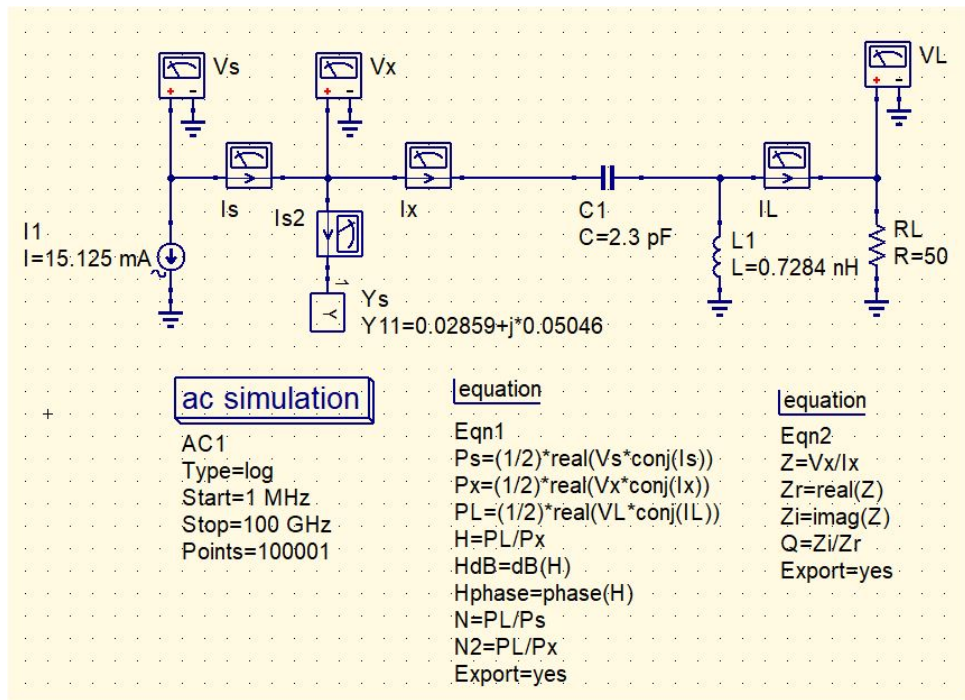 Vs
Vx
VL
Is
Is2
Ix
C1
C=2.3 pF
IL
I1
I=15.125 mA
L1
L=0.7284 nH
RL
R=50
Y
Ys
Y11=0.02859+j*0.05046
ac simulation
AC1
Type=log
Start=1 MHz
Stop=100 GHz
Points=100001
equation
Eqn1
Ps=(1/2)*real(Vs*conj(Is))
Px=(1/2)*real(Vx*conj(Ix))
PL=(1/2)*real(VL*conj(IL))
H=PL/Px
HdB=dB(H)
Hphase=phase(H)
N=PL/Ps
N2=PL/Px
Export=yes
equation
Eqn2
Z=Vx/Ix
Zr=real(Z)
Zi=imag(Z)
Q=Zi/Zr
Export=yes